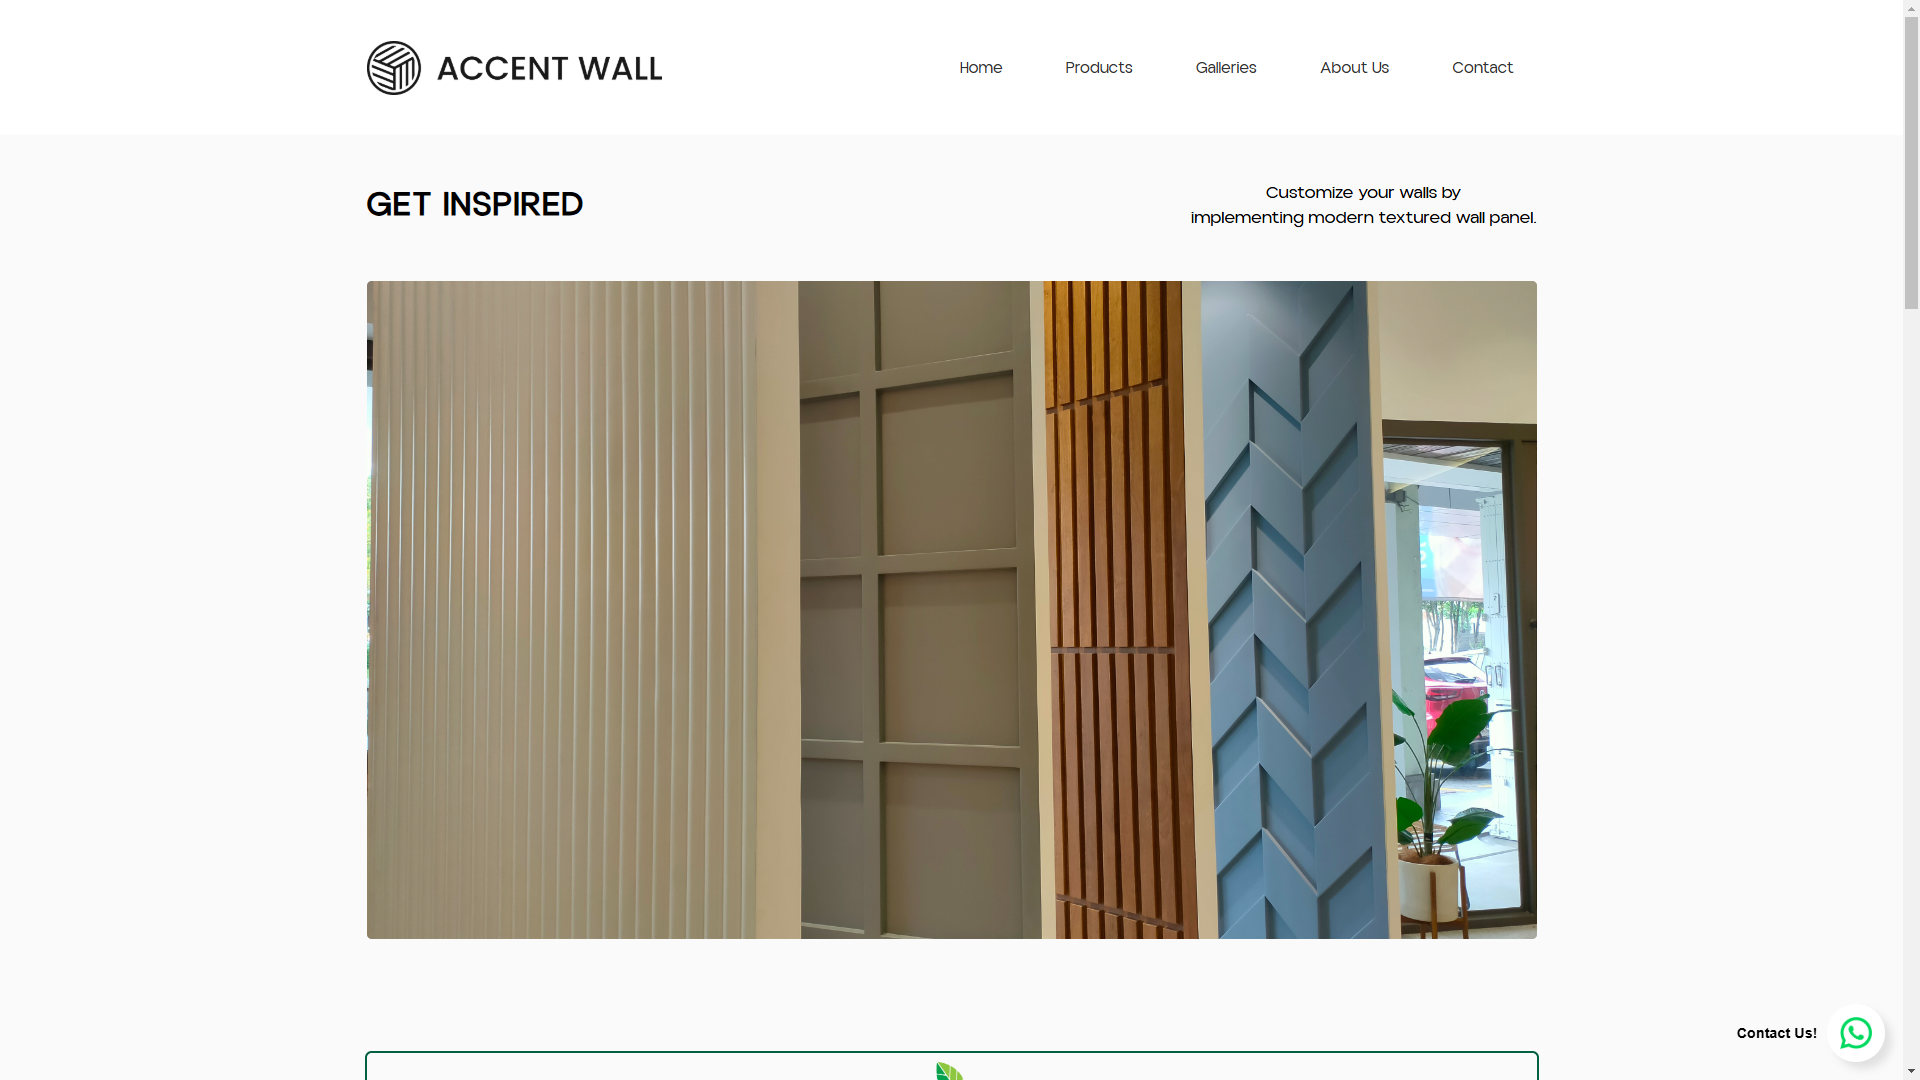 ACCENT WALL
Home
Products
Galleries
About Us
Contact
GET INSPIRED
Customize your walls by
implementing modern textured wall panel.
Contact Us!